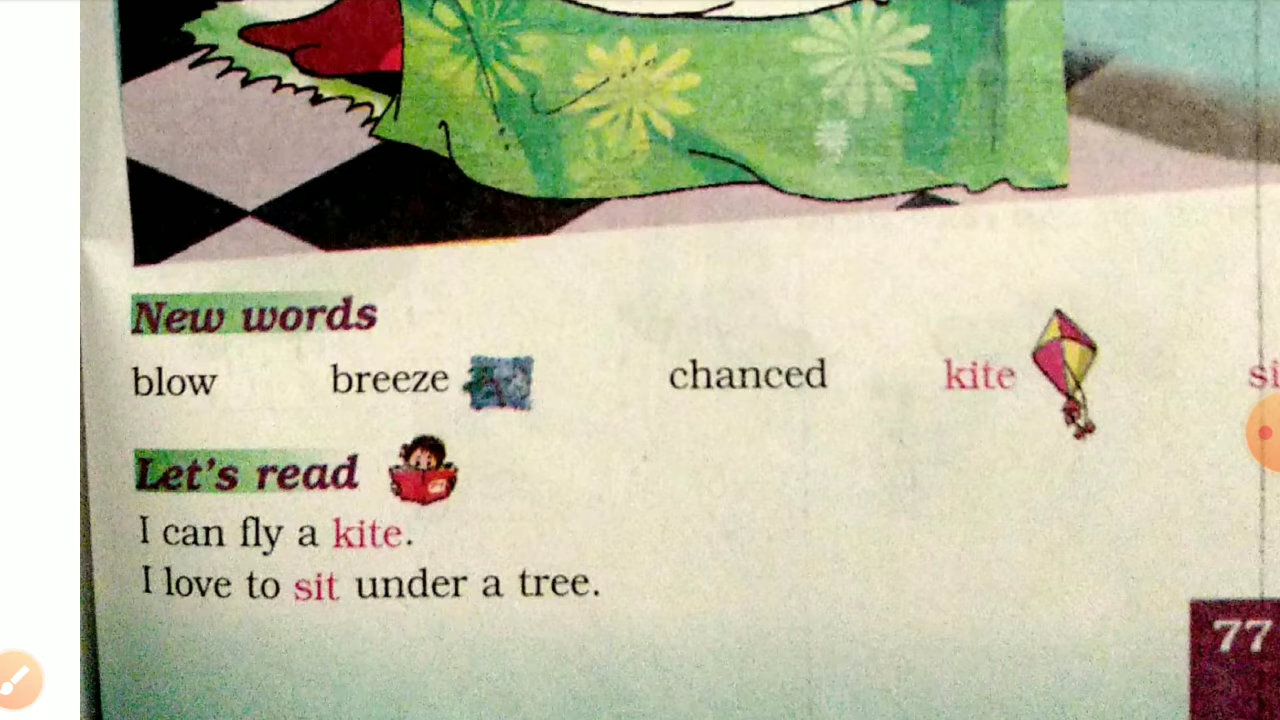 New words
blow breeze chanced kite
Let's read
I can fly a kite.
I love to sit under a tree.
77